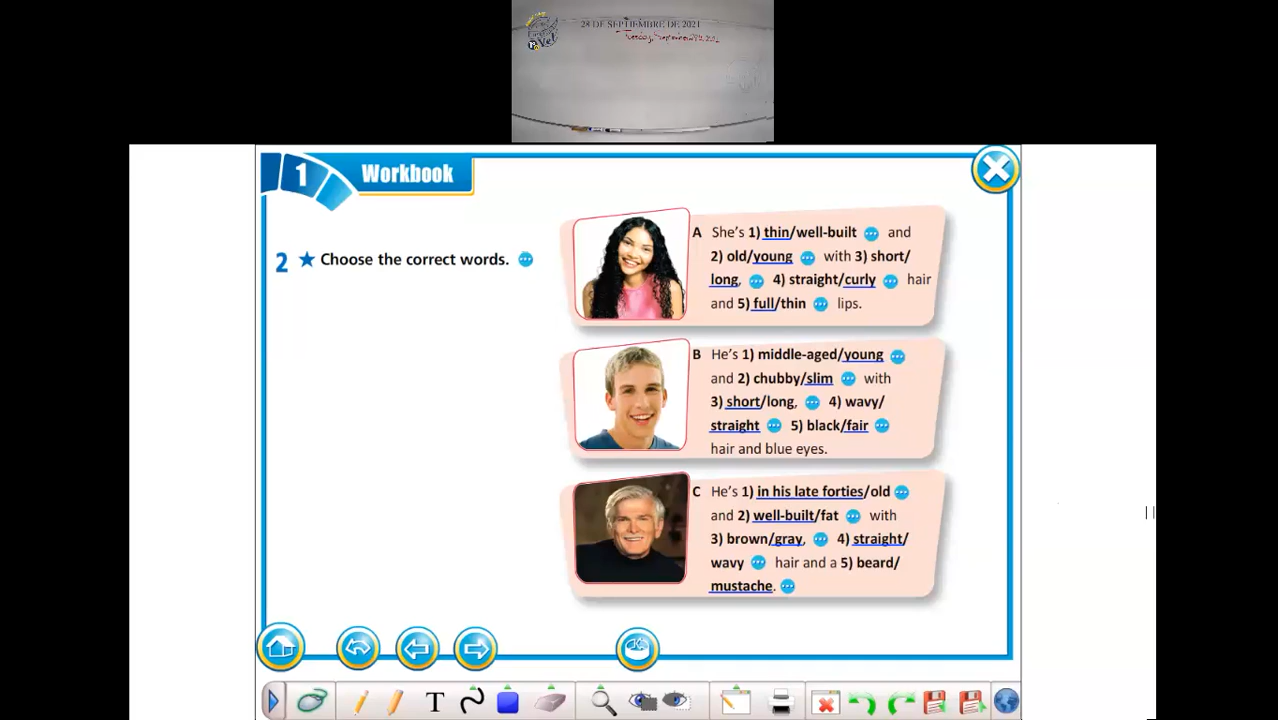 28 DE SEPTIEMBRE DE 2021
Tuesday, September
1 Workbook
2 ★ Choose the correct words.
A She's 1) thin/well-built and
2) old/young with 3) short/
long, 4) straight/curly hair
and 5) full/thin lips.
B He's 1) middle-aged/young
and 2) chubby/slim with
3) short/long, 4) wavy/
straight 5) black/fair
hair and blue eyes.
C He's 1) in his late forties/old
and 2) well-built/fat with
3) brown/gray, 4) straight/
wavy hair and a 5) beard/
mustache.
T